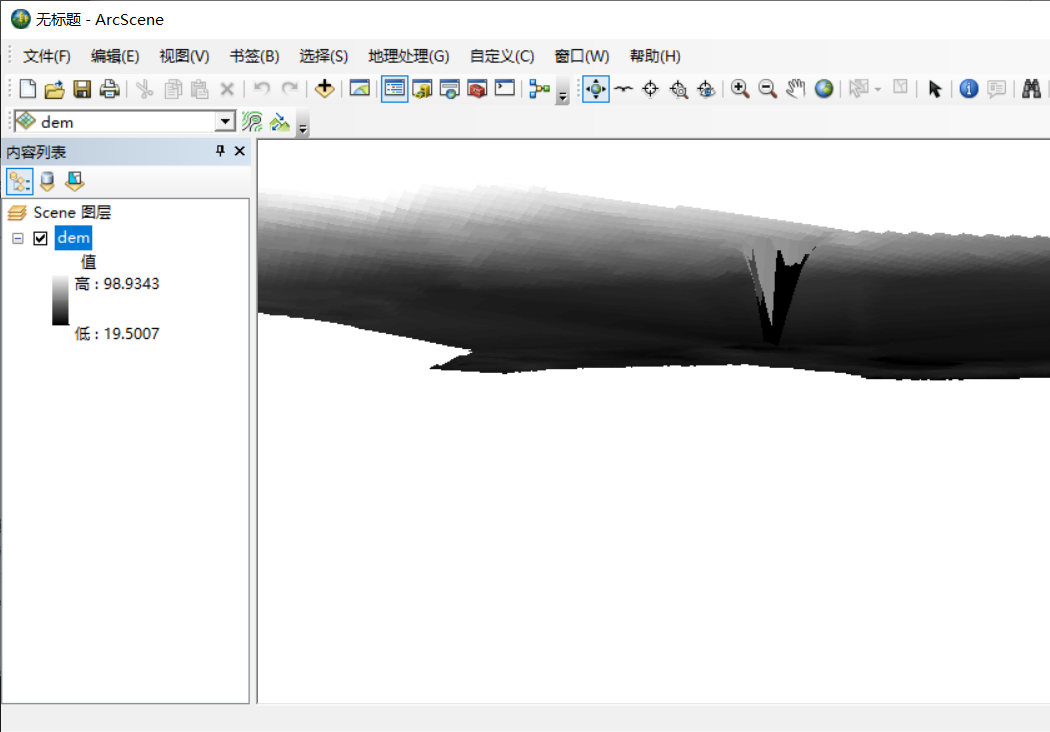 无标题 - ArcScene
文件(F) 编辑(E) 视图(V) 书签(B) 选择(S) 地理处理(G) 自定义(C) 窗口(W) 帮助(H)
dem
内容列表
Scene 图层
dem
值
高 : 98.9343
低 : 19.5007